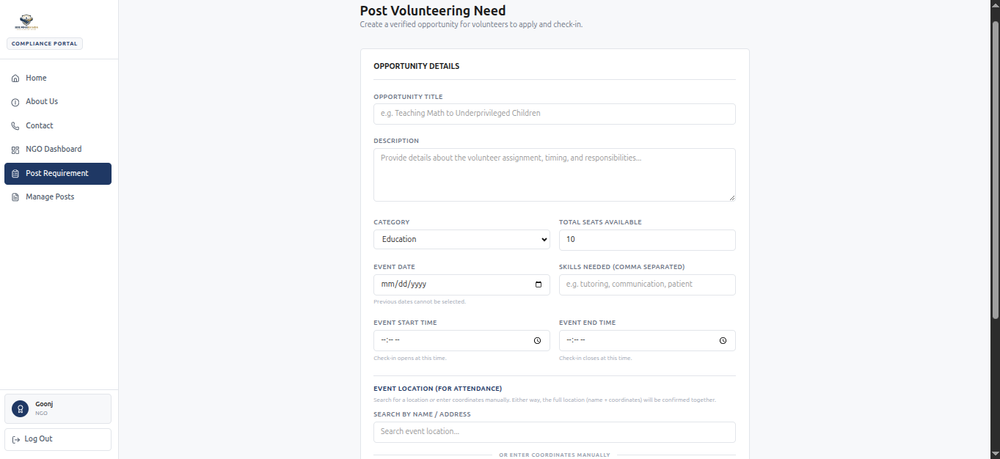 HELPINGHANDS
COMPLIANCE PORTAL
Home
About Us
Contact
NGO Dashboard
Post Requirement
Manage Posts
Goonj
NGO
Log Out
Post Volunteering Need
Create a verified opportunity for volunteers to apply and check-in.
OPPORTUNITY DETAILS
OPPORTUNITY TITLE
e.g. Teaching Math to Underprivileged Children
DESCRIPTION
Provide details about the volunteer assignment, timing, and responsibilities...
CATEGORY
Education
TOTAL SEATS AVAILABLE
10
EVENT DATE
mm/dd/yyyy
Previous dates cannot be selected.
SKILLS NEEDED (COMMA SEPARATED)
e.g. tutoring, communication, patient
EVENT START TIME
--:-- --
Check-in opens at this time.
EVENT END TIME
--:-- --
Check-in closes at this time.
EVENT LOCATION (FOR ATTENDANCE)
Search for a location or enter coordinates manually. Either way, the full location (name + coordinates) will be confirmed together.
SEARCH BY NAME / ADDRESS
Search event location...
OR ENTER COORDINATES MANUALLY